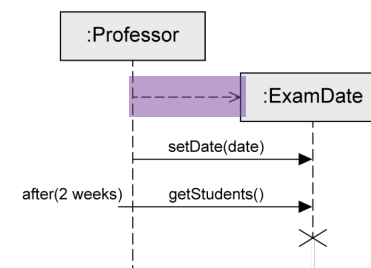 :Professor
:ExamDate
setDate(date)
after(2 weeks) getStudents()